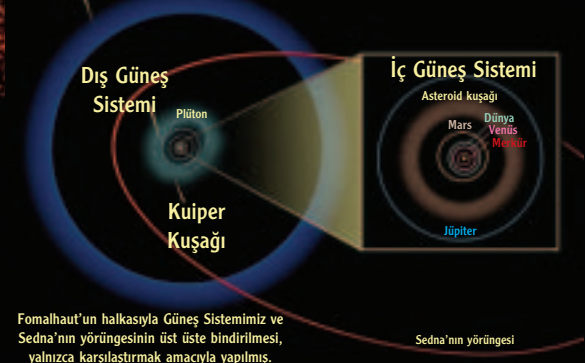 Dış Güneş
Sistemi
Plüton
Kuiper
Kuşağı
İç Güneş Sistemi
Asteroid kuşağı
Mars
Dünya
Venüs
Merkür
Jüpiter
Fomalhaut'un halkasıyla Güneş Sistemimiz ve
Sedna'nın yörüngesinin üst üste bindirilmesi,
yalnızca karşılaştırmak amacıyla yapılmış.
Sedna'nın yörüngesi